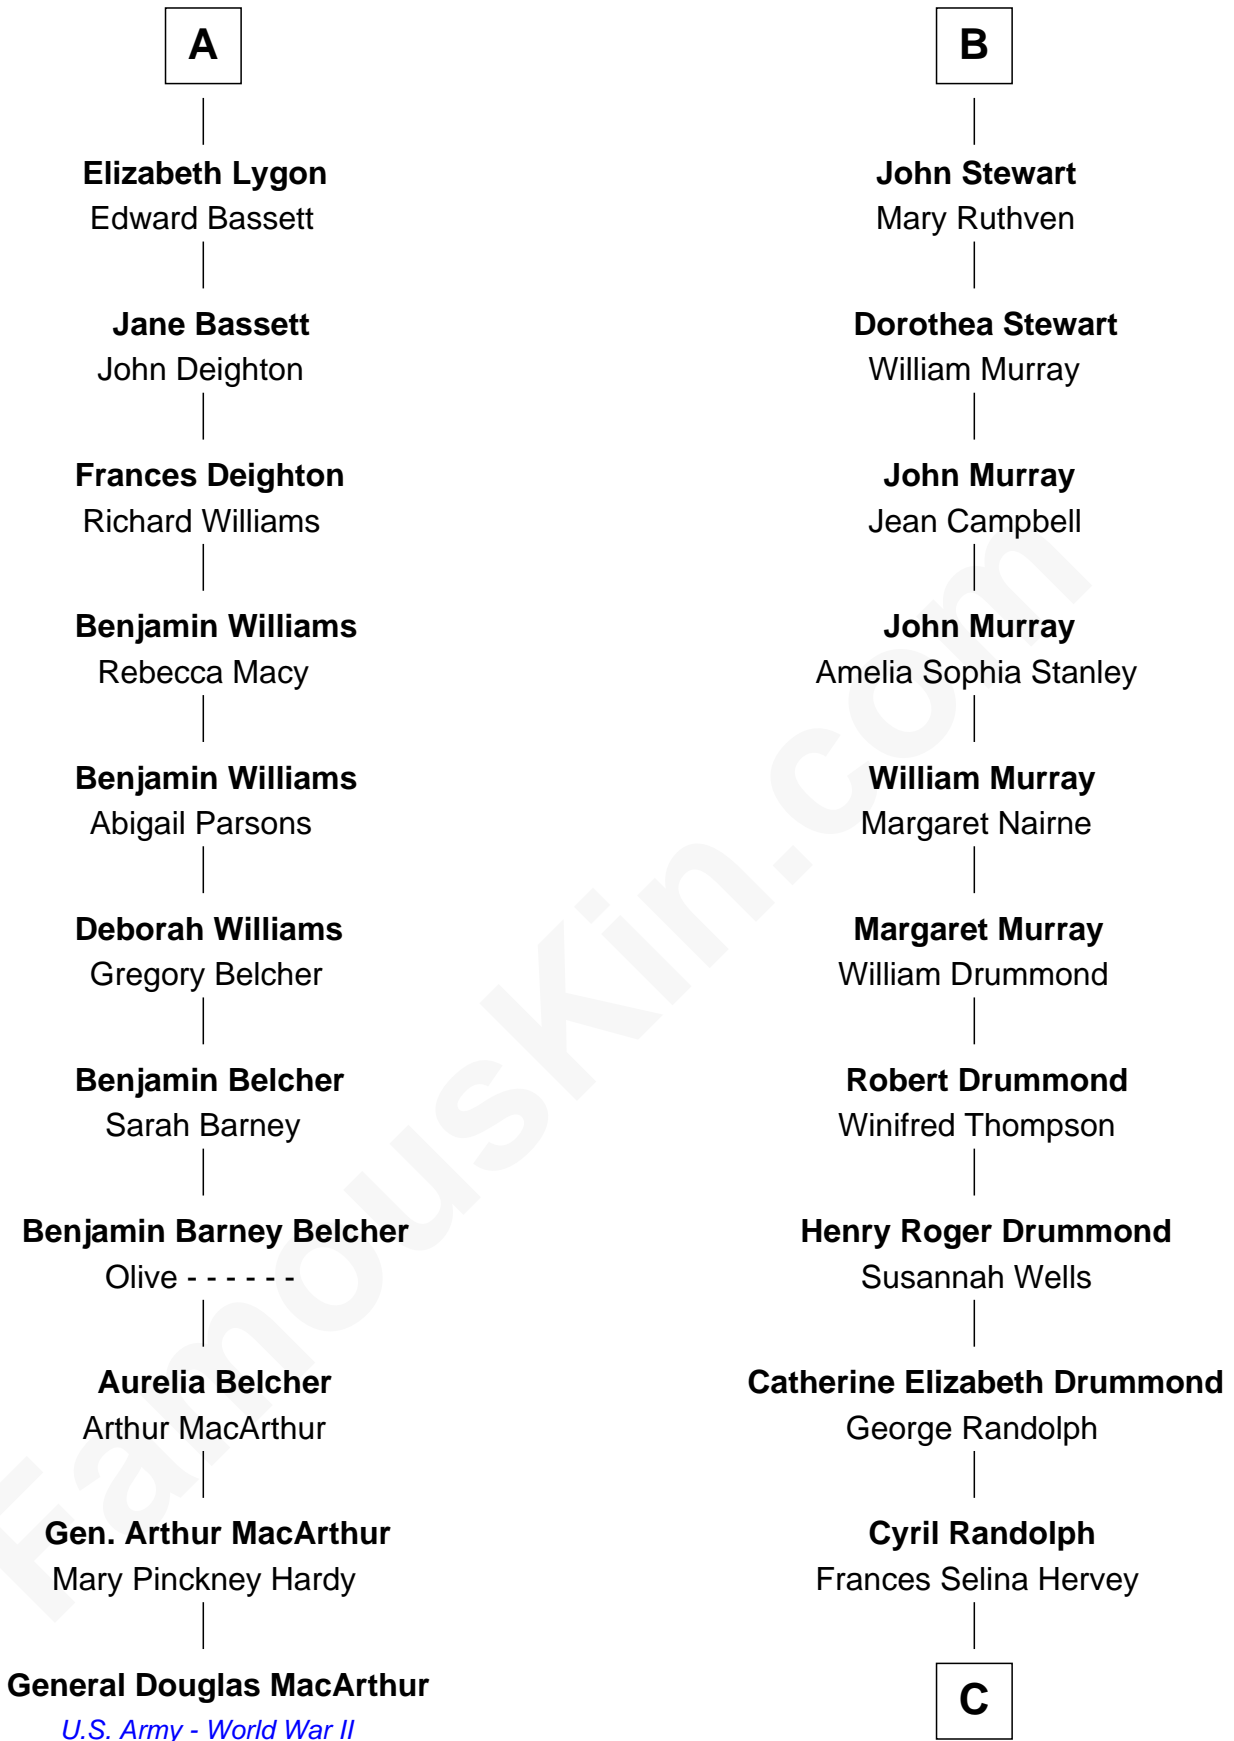 A
Elizabeth Lygon
Edward Bassett
Jane Bassett
John Deighton
Frances Deighton
Richard Williams
Benjamin Williams
Rebecca Macy
Benjamin Williams
Abigail Parsons
Deborah Williams
Gregory Belcher
Benjamin Belcher
Sarah Barney
Benjamin Barney Belcher
Olive - - - - - -
Aurelia Belcher
Arthur MacArthur
Gen. Arthur MacArthur
Mary Pinckney Hardy
General Douglas MacArthur
U.S. Army - World War II
B
John Stewart
Mary Ruthven
Dorothea Stewart
William Murray
John Murray
Jean Campbell
John Murray
Amelia Sophia Stanley
William Murray
Margaret Nairne
Margaret Murray
William Drummond
Robert Drummond
Winifred Thompson
Henry Roger Drummond
Susannah Wells
Catherine Elizabeth Drummond
George Randolph
Cyril Randolph
Frances Selina Hervey
C
FamousKin.com